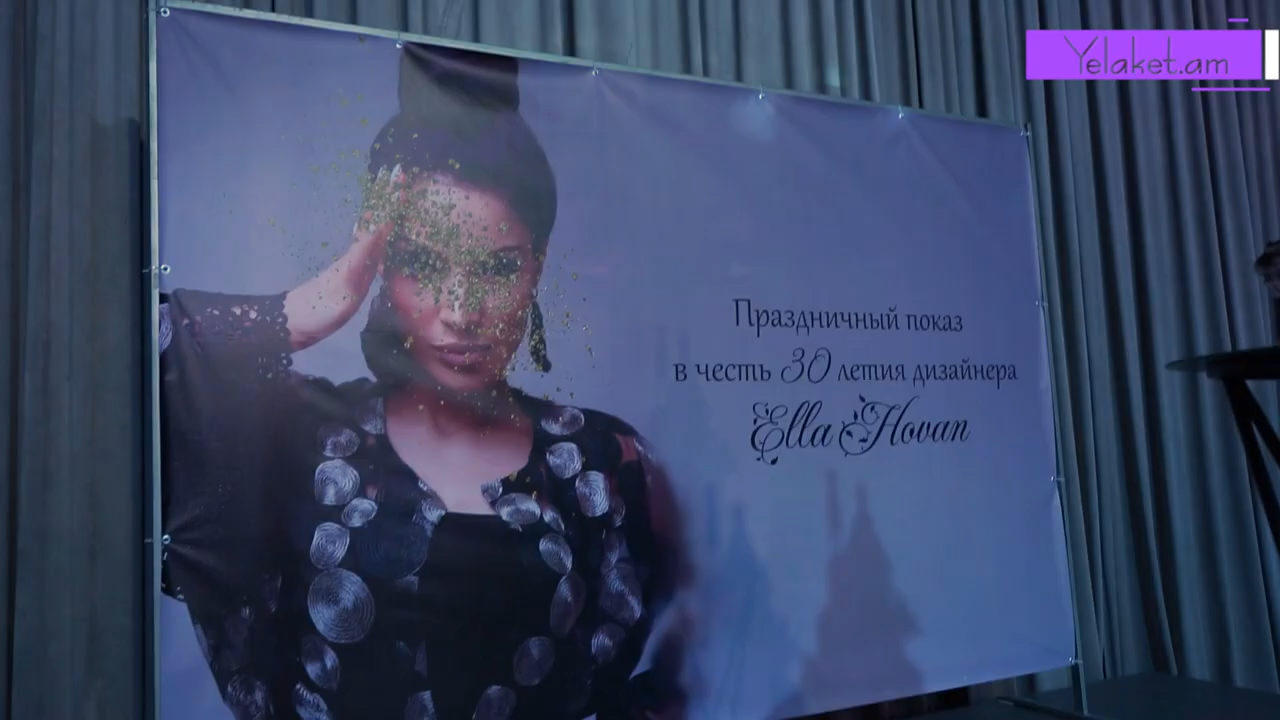 Yelaket.am
Праздничный показ
в честь 30 летия дизайнера
Ella Hovan